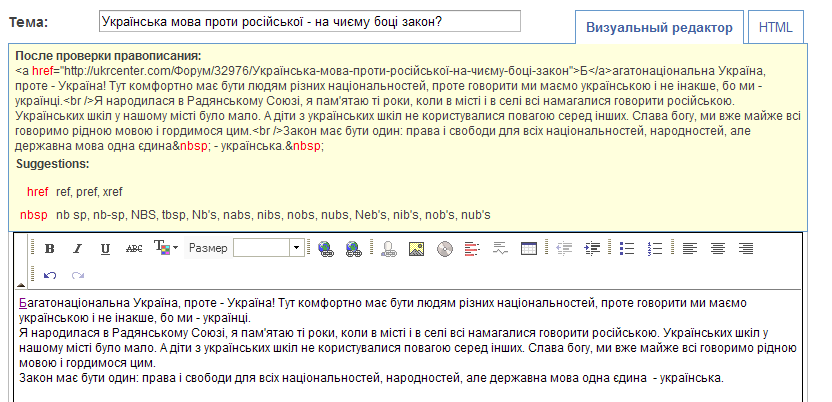 Тема: Українська мова проти російської - на чиєму боці закон? Визуальный редактор HTML
После проверки правописания:
<a href="http://ukrcenter.com/Форум/32976/Українська-мова-проти-російської-на-чиєму-боці-закон">Б</a>агатонаціональна Україна,
проте - Україна! Тут комфортно має бути людям різних національностей, проте говорити ми маємо українською і не інакше, бо ми -
українці.<br />Я народилася в Радянському Союзі, я пам'ятаю ті роки, коли в місті і в селі всі намагалися говорити російською.
Українських шкіл у нашому місті було мало. А діти з українських шкіл не користувалися повагою серед інших. Слава богу, ми вже майже всі
говоримо рідною мовою і гордимося цим.<br />Закон має бути один: права і свободи для всіх національностей, народностей, але
державна мова одна єдина&nbsp; - українська.&nbsp;
Suggestions:
href ref, pref, xref
nbsp nb sp, nb-sp, NBS, tbsp, Nb's, nabs, nibs, nobs, nubs, Neb's, nib's, nob's, nub's
B I U ABC T Размер
Багатонаціональна Україна, проте - Україна! Тут комфортно має бути людям різних національностей, проте говорити ми маємо
українською і не інакше, бо ми - українці.
Я народилася в Радянському Союзі, я пам'ятаю ті роки, коли в місті і в селі всі намагалися говорити російською. Українських шкіл у
нашому місті було мало. А діти з українських шкіл не користувалися повагою серед інших. Слава богу, ми вже майже всі говоримо рідною
мовою і гордимося цим.
Закон має бути один: права і свободи для всіх національностей, народностей, але державна мова одна єдина  - українська.